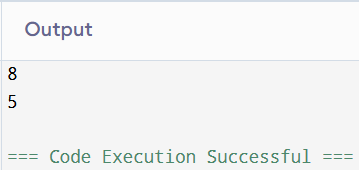 Output
8
5
=== Code Execution Successful ===